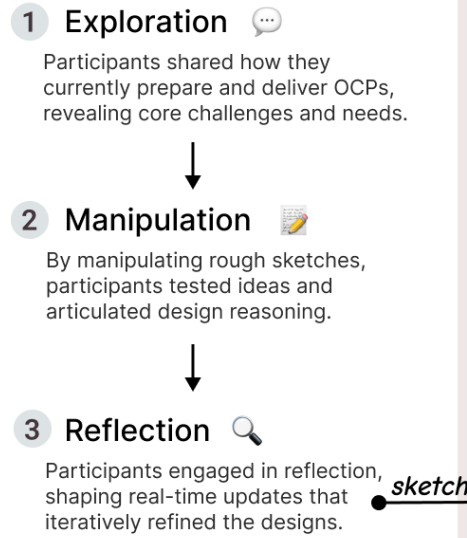 1 Exploration
Participants shared how they
currently prepare and deliver OCPs,
revealing core challenges and needs.
2 Manipulation
By manipulating rough sketches,
participants tested ideas and
articulated design reasoning.
3 Reflection
Participants engaged in reflection,
shaping real-time updates that
iteratively refined the designs.
sketch